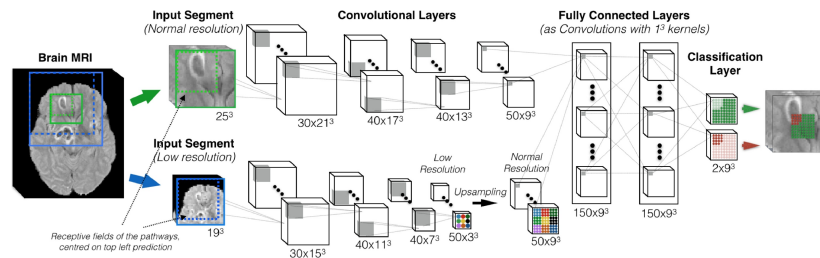 Input Segment
(Normal resolution)
Convolutional Layers
Fully Connected Layers
(as Convolutions with 1³ kernels)
Brain MRI
Classification
Layer
25³
30x21³
40x17³
40x13³
50x9³
Input Segment
(Low resolution)
Low
Resolution
Normal
Resolution
Upsampling
2x9³
Receptive fields of the pathways,
centred on top left prediction
19³
30x15³
40x11³
40x7³
50x3³
50x9³
150x9³
150x9³